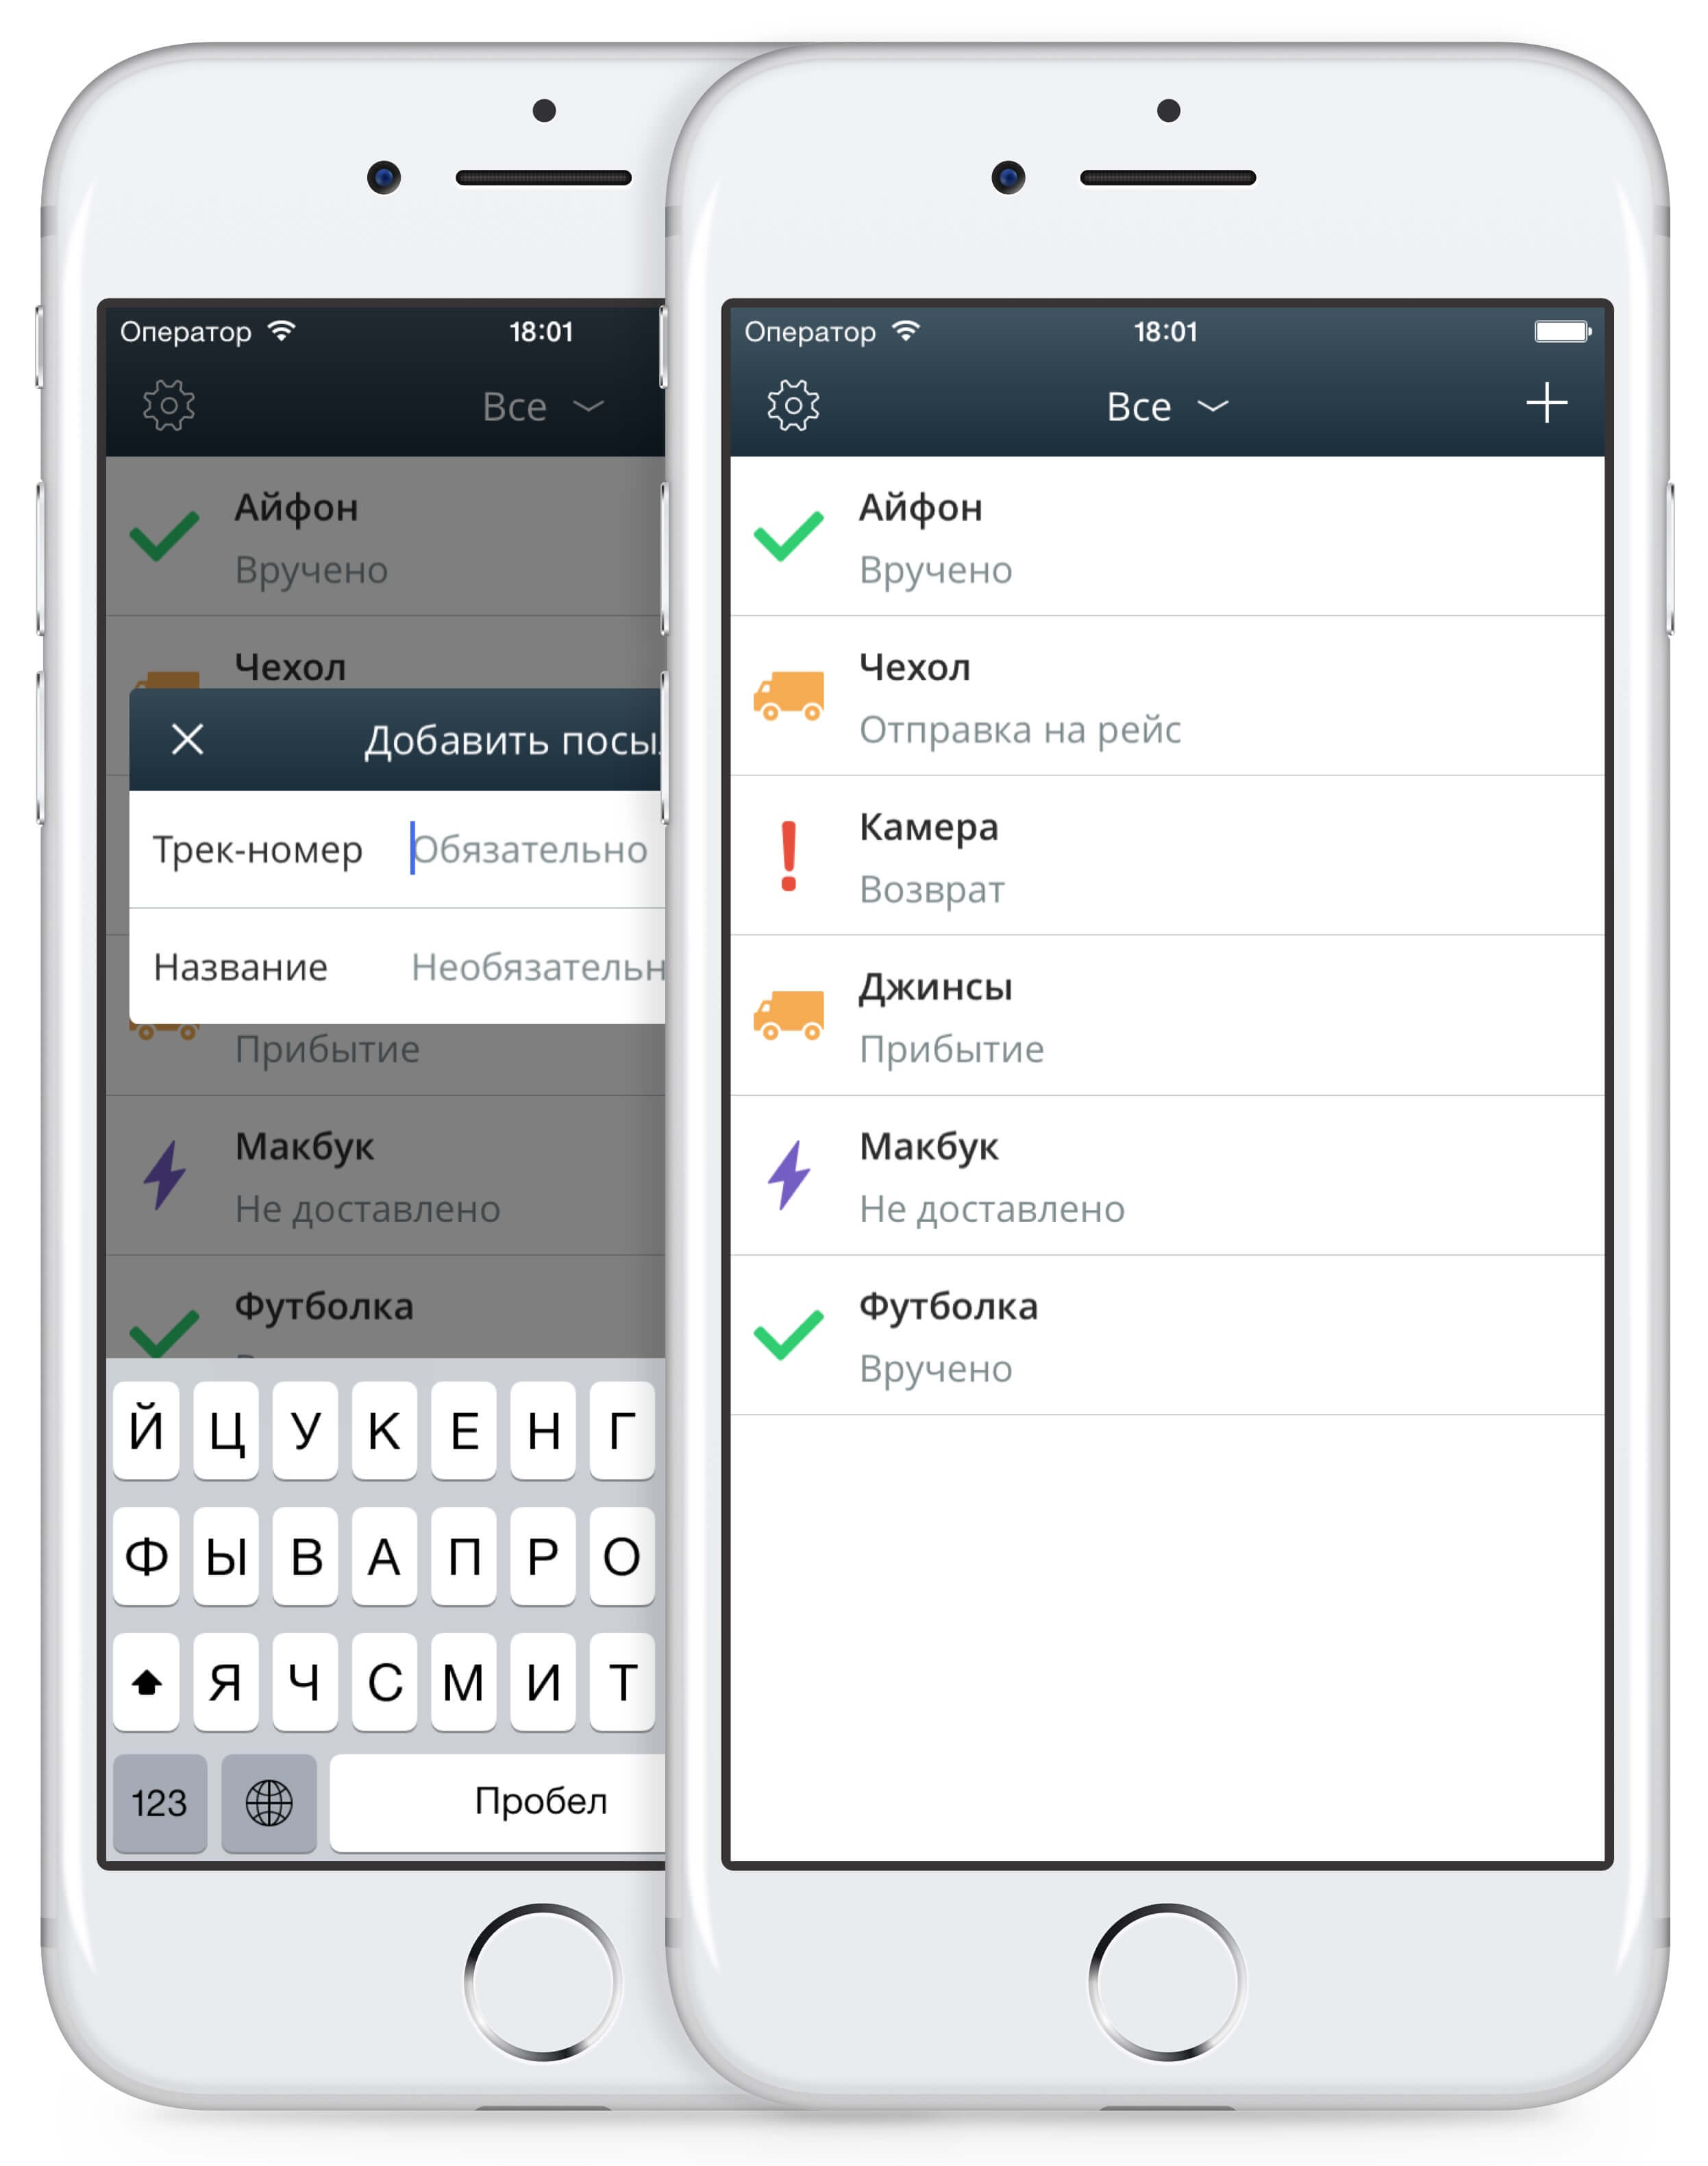 Оператор 18:01
Все
Айфон
Вручено
Чехол
Добавить посы
Трек-номер Обязательно
Название Необязательн
Прибытие
Макбук
Не доставлено
Футболка
Й Ц У К Е Н Г
Ф Ы В А П Р О
Я Ч С М И Т
123 Пробел
Оператор 18:01
Все
Айфон
Вручено
Чехол
Отправка на рейс
Камера
Возврат
Джинсы
Прибытие
Макбук
Не доставлено
Футболка
Вручено